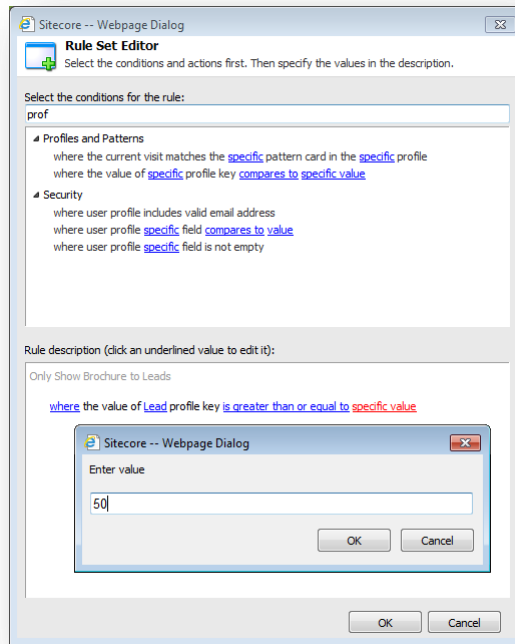 Sitecore -- Webpage Dialog
Rule Set Editor
Select the conditions and actions first. Then specify the values in the description.
Select the conditions for the rule:
prof
Profiles and Patterns
where the current visit matches the specific pattern card in the specific profile
where the value of specific profile key compares to specific value
Security
where user profile includes valid email address
where user profile specific field compares to value
where user profile specific field is not empty
Rule description (click an underlined value to edit it):
Only Show Brochure to Leads
where the value of Lead profile key is greater than or equal to specific value
Sitecore -- Webpage Dialog
Enter value
50
OK Cancel
OK Cancel